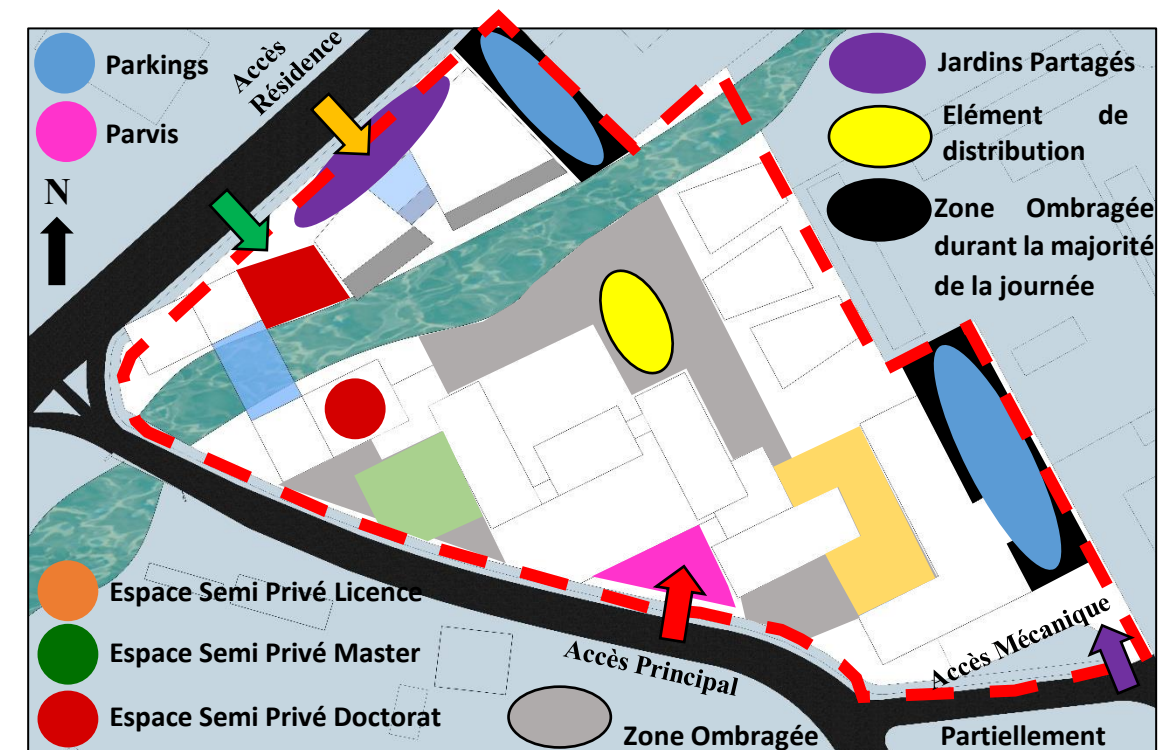 Parkings
Parvis
N
Accès
Résidence
Jardins Partagés
Elément de
distribution
Zone Ombragée
durant la majorité
de la journée
Espace Semi Privé Licence
Espace Semi Privé Master
Espace Semi Privé Doctorat
Accès Principal
Accès Mécanique
Zone Ombragée
Partiellement